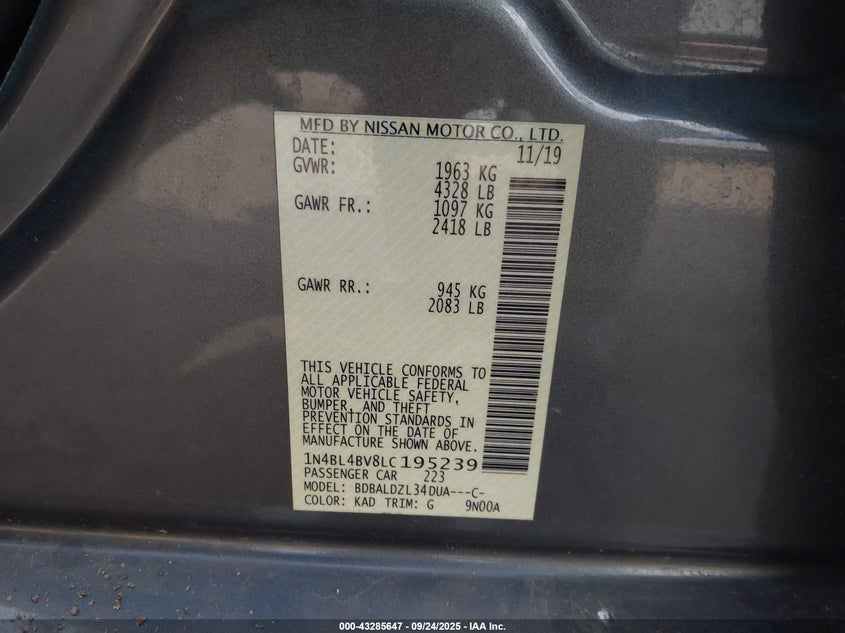 MFD BY NISSAN MOTOR CO., LTD.
DATE: 11/19
GVWR: 1963 KG
4328 LB
GAWR FR.: 1097 KG
2418 LB
GAWR RR.: 945 KG
2083 LB
THIS VEHICLE CONFORMS TO
ALL APPLICABLE FEDERAL
MOTOR VEHICLE SAFETY,
BUMPER, AND THEFT
PREVENTION STANDARDS IN
EFFECT ON THE DATE OF
MANUFACTURE SHOWN ABOVE.
1N4BL4BV8LC195239
PASSENGER CAR 223
MODEL: BDBALDZL34DUA---C-
COLOR: KAD TRIM: G 9N00A
000-43285647 - 09/24/2025 - IAA Inc.